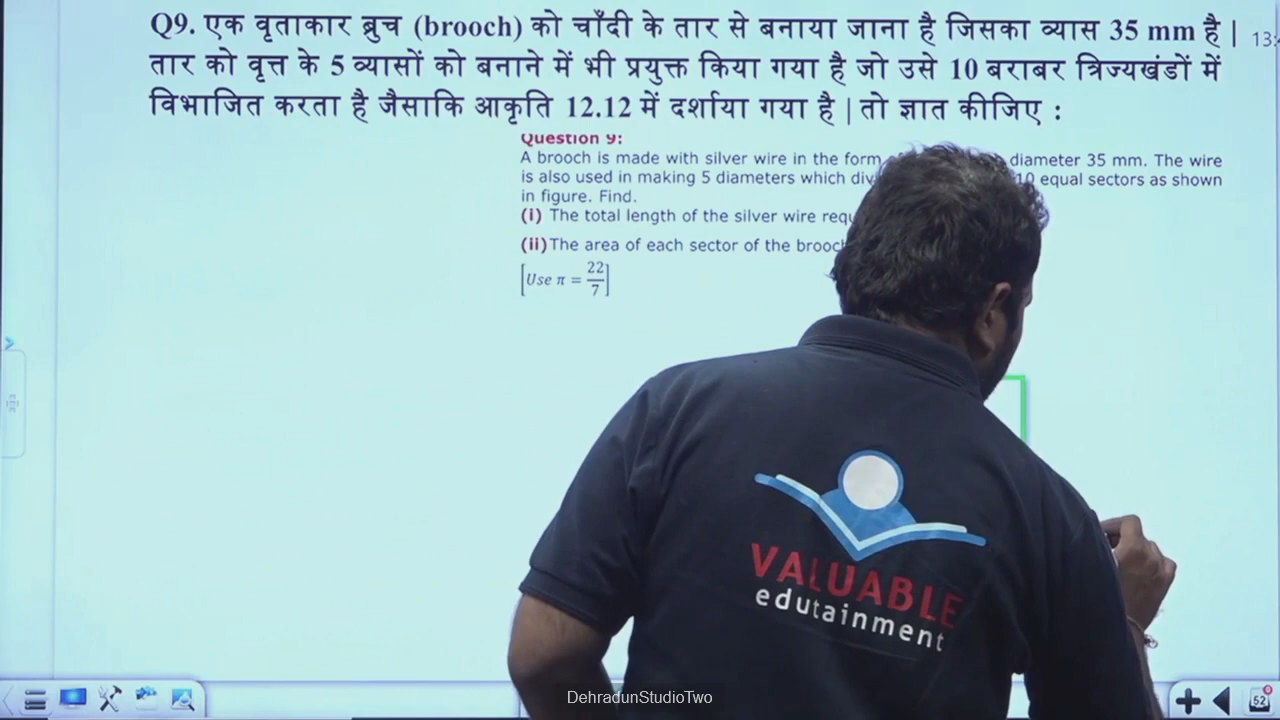 Q9. एक वृताकार ब्रुच (brooch) को चाँदी के तार से बनाया जाना है जिसका व्यास 35 mm है |
13:
तार को वृत्त के 5 व्यासों को बनाने में भी प्रयुक्त किया गया है जो उसे 10 बराबर त्रिज्यखंडों में
विभाजित करता है जैसाकि आकृति 12.12 में दर्शाया गया है | तो ज्ञात कीजिए :
Question 9:
A brooch is made with silver wire in the form diameter 35 mm. The wire
is also used in making 5 diameters which 10 equal sectors as shown
in figure. Find.
(i) The total length of the silver wire
(ii) The area of each sector of the
[Use π = 22/7]
VALUABLE
edutainment
DehradunStudioTwo
52